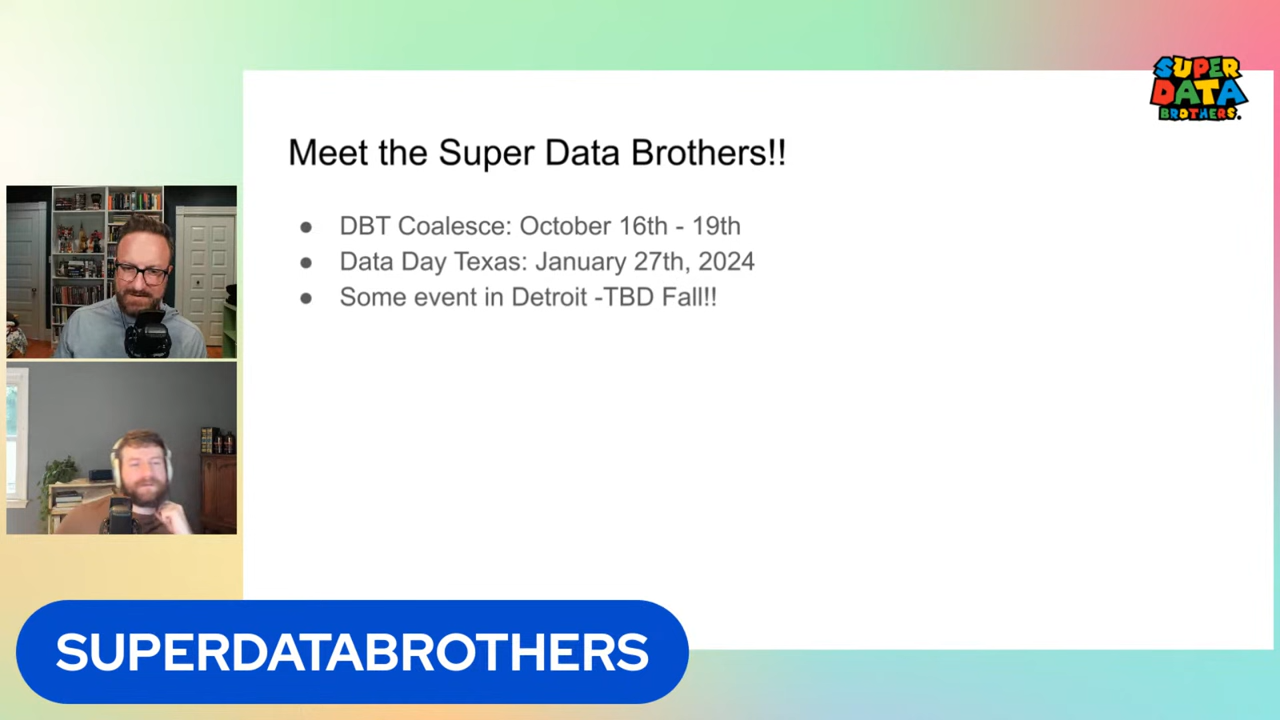 SUPER
DATA
BROTHERS.
Meet the Super Data Brothers!!
● DBT Coalesce: October 16th - 19th
● Data Day Texas: January 27th, 2024
● Some event in Detroit -TBD Fall!!
SUPERDATABROTHERS